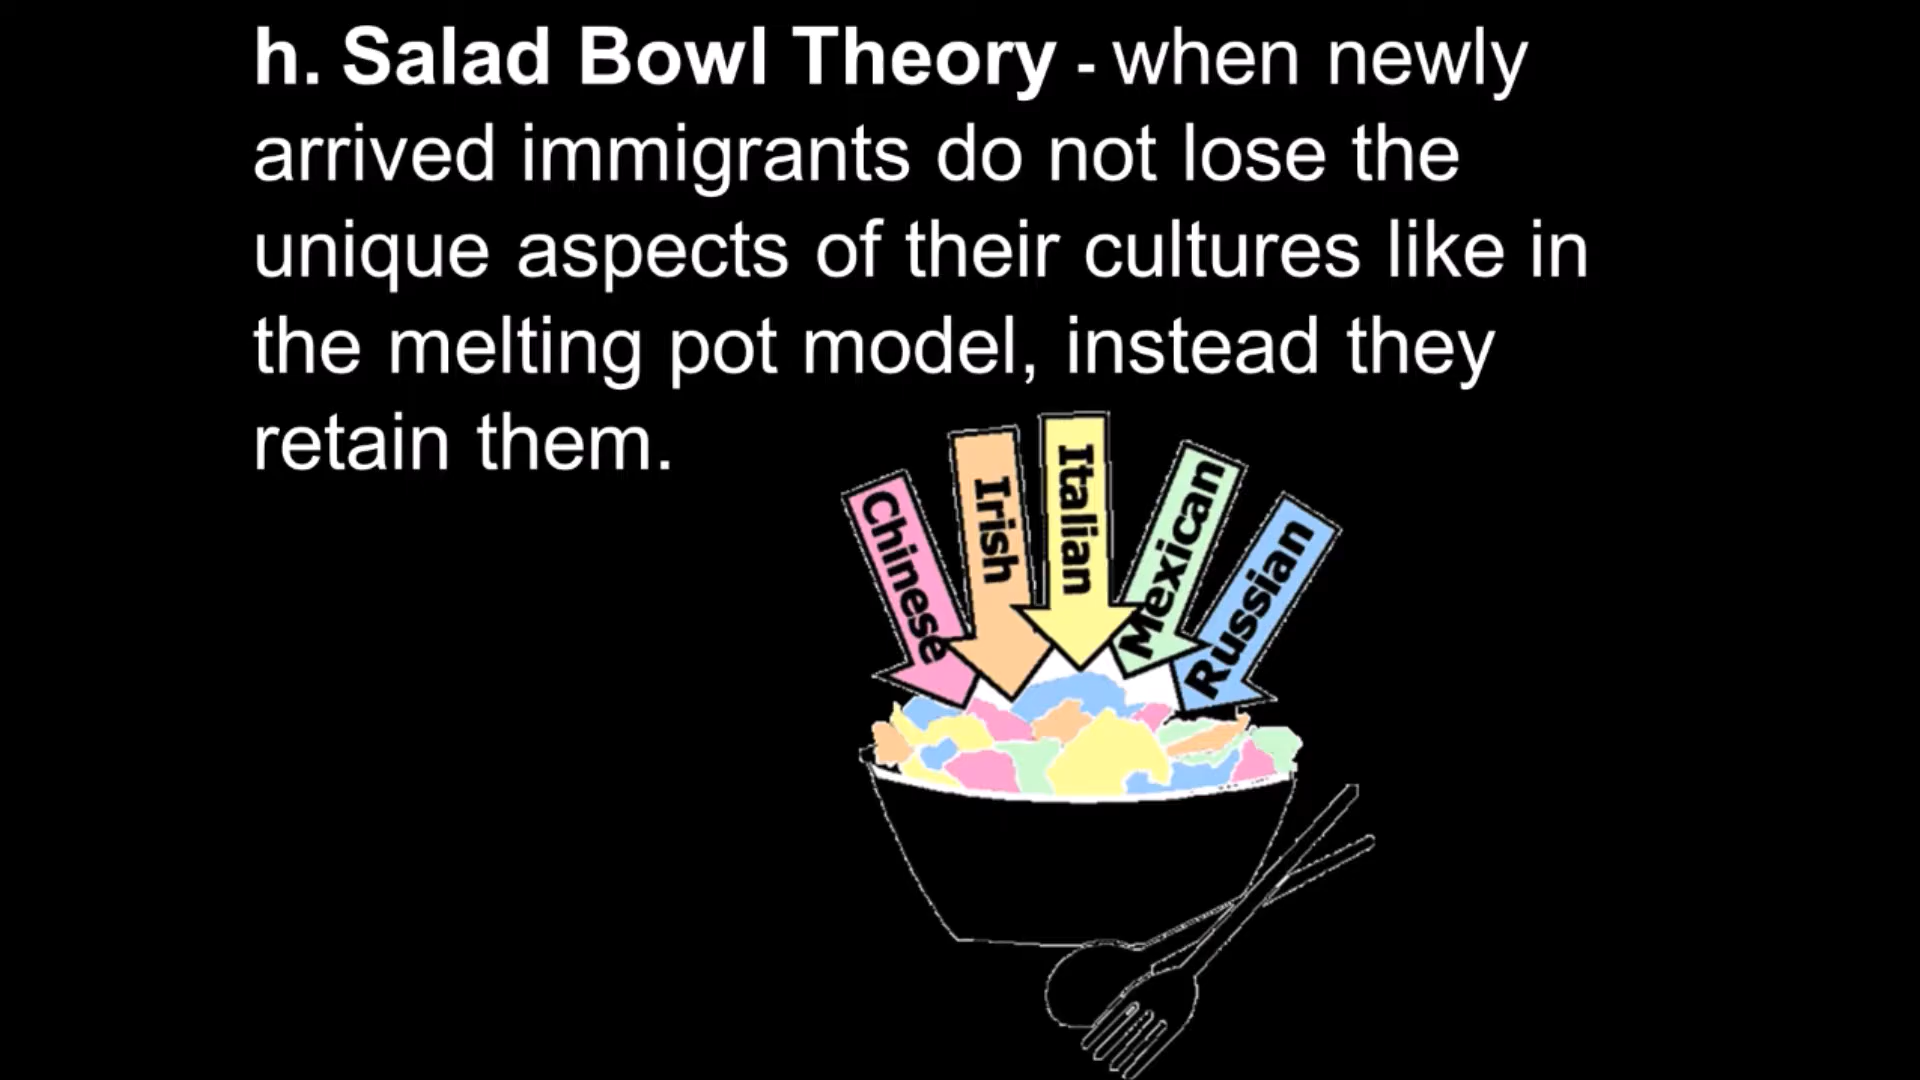 h. Salad Bowl Theory - when newly
arrived immigrants do not lose the
unique aspects of their cultures like in
the melting pot model, instead they
retain them.
Chinese
Irish
Italian
Mexican
Russian